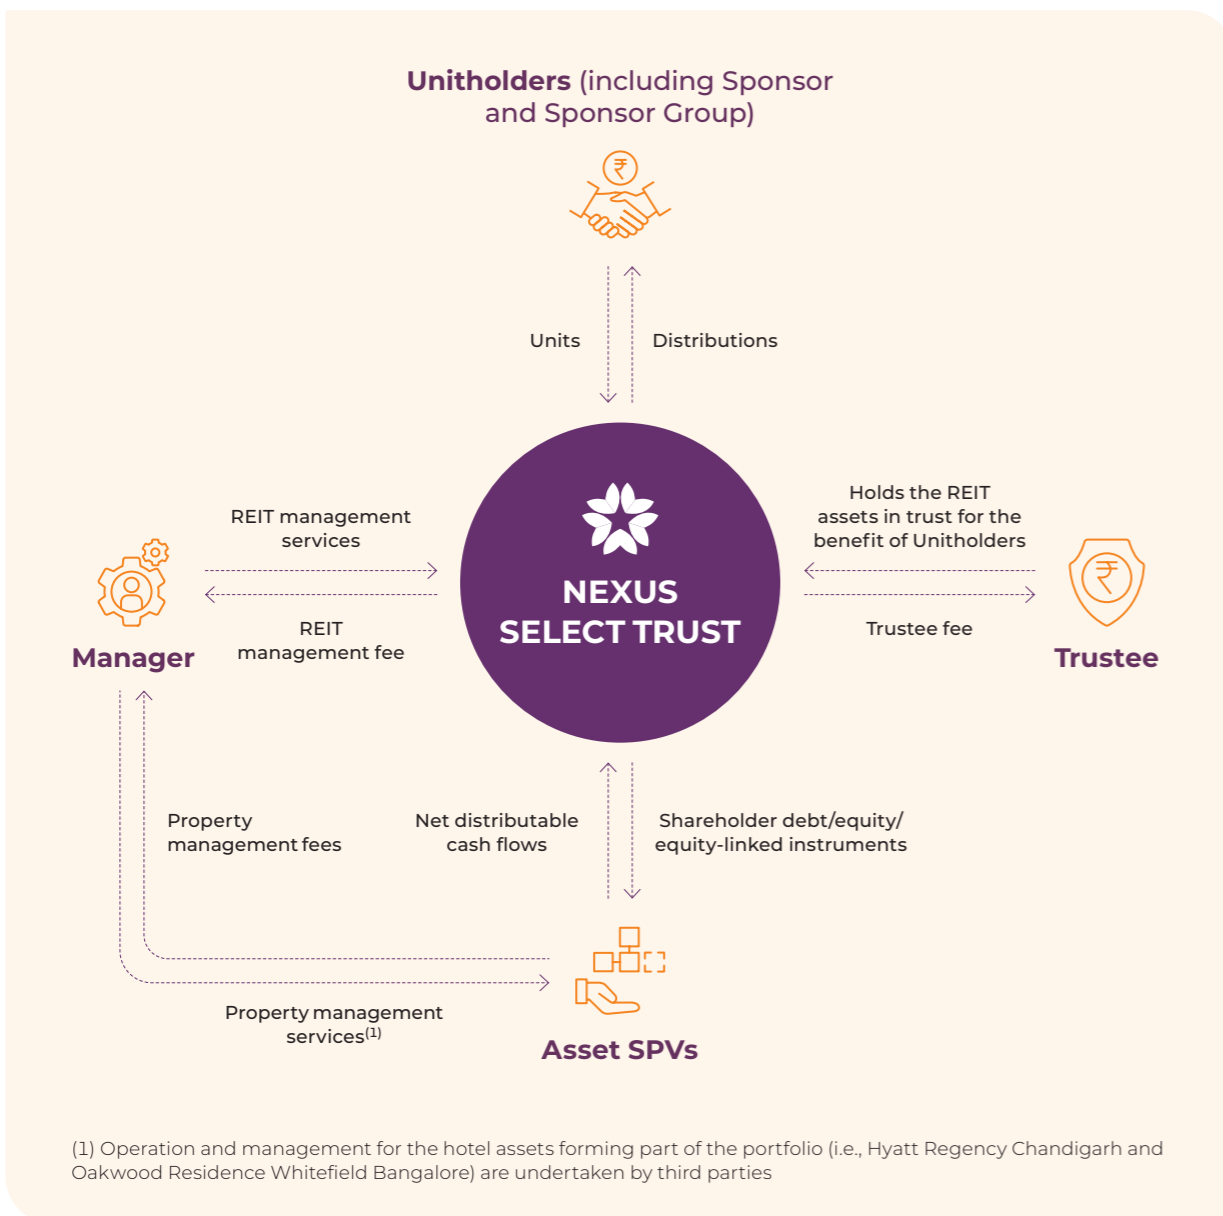 Unitholders (including Sponsor
and Sponsor Group)
₹
Units
Distributions
REIT management
services
REIT
management fee
Manager
NEXUS
SELECT TRUST
Holds the REIT
assets in trust for the
benefit of Unitholders
Trustee fee
₹
Trustee
Property
management fees
Net distributable
cash flows
Shareholder debt/equity/
equity-linked instruments
Property management
services(1)
Asset SPVs
(1) Operation and management for the hotel assets forming part of the portfolio (i.e., Hyatt Regency Chandigarh and
Oakwood Residence Whitefield Bangalore) are undertaken by third parties